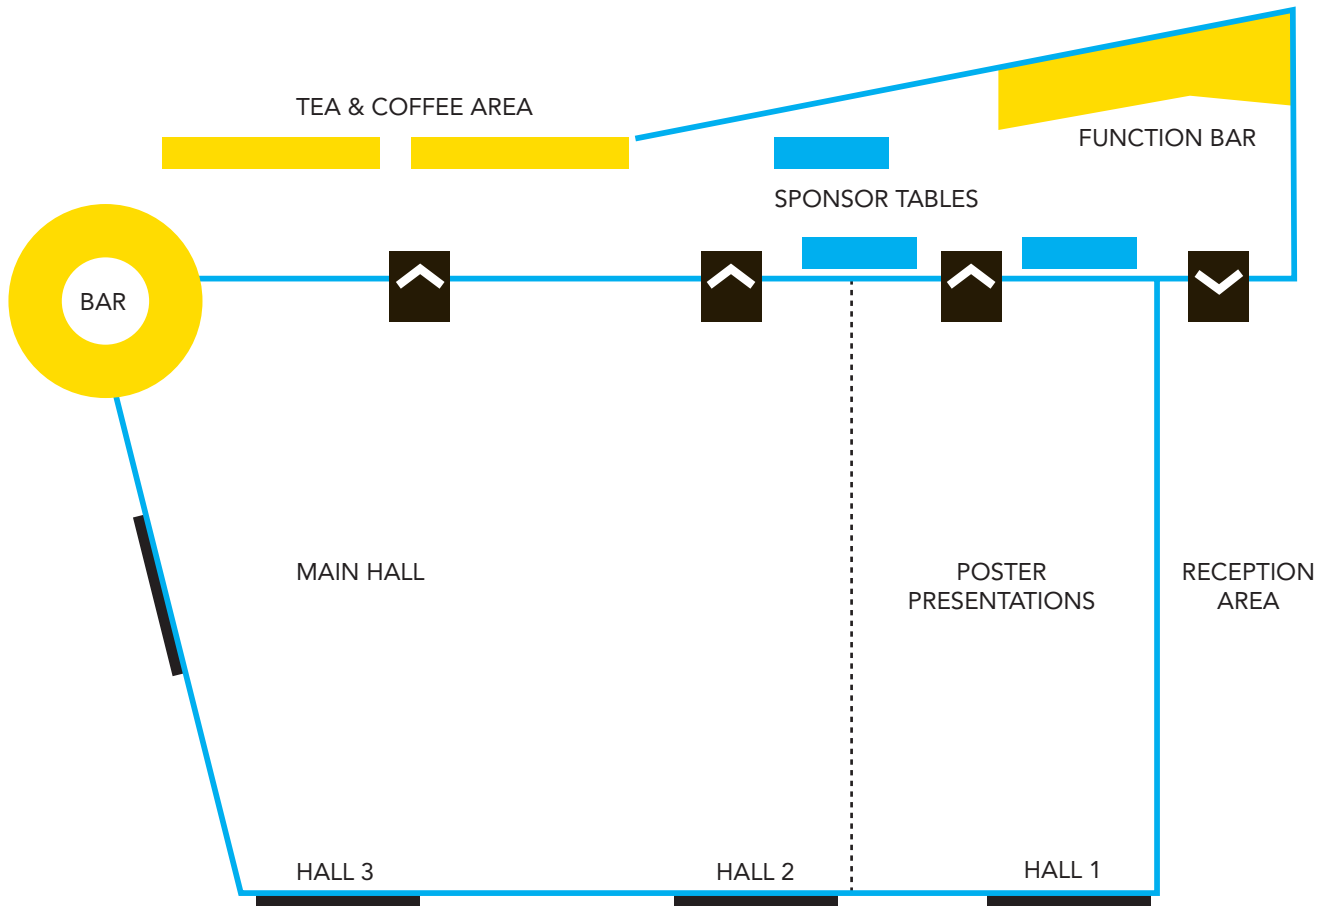 TEA & COFFEE AREA
FUNCTION BAR
SPONSOR TABLES
BAR
MAIN HALL
POSTER
PRESENTATIONS
RECEPTION
AREA
HALL 3
HALL 2
HALL 1